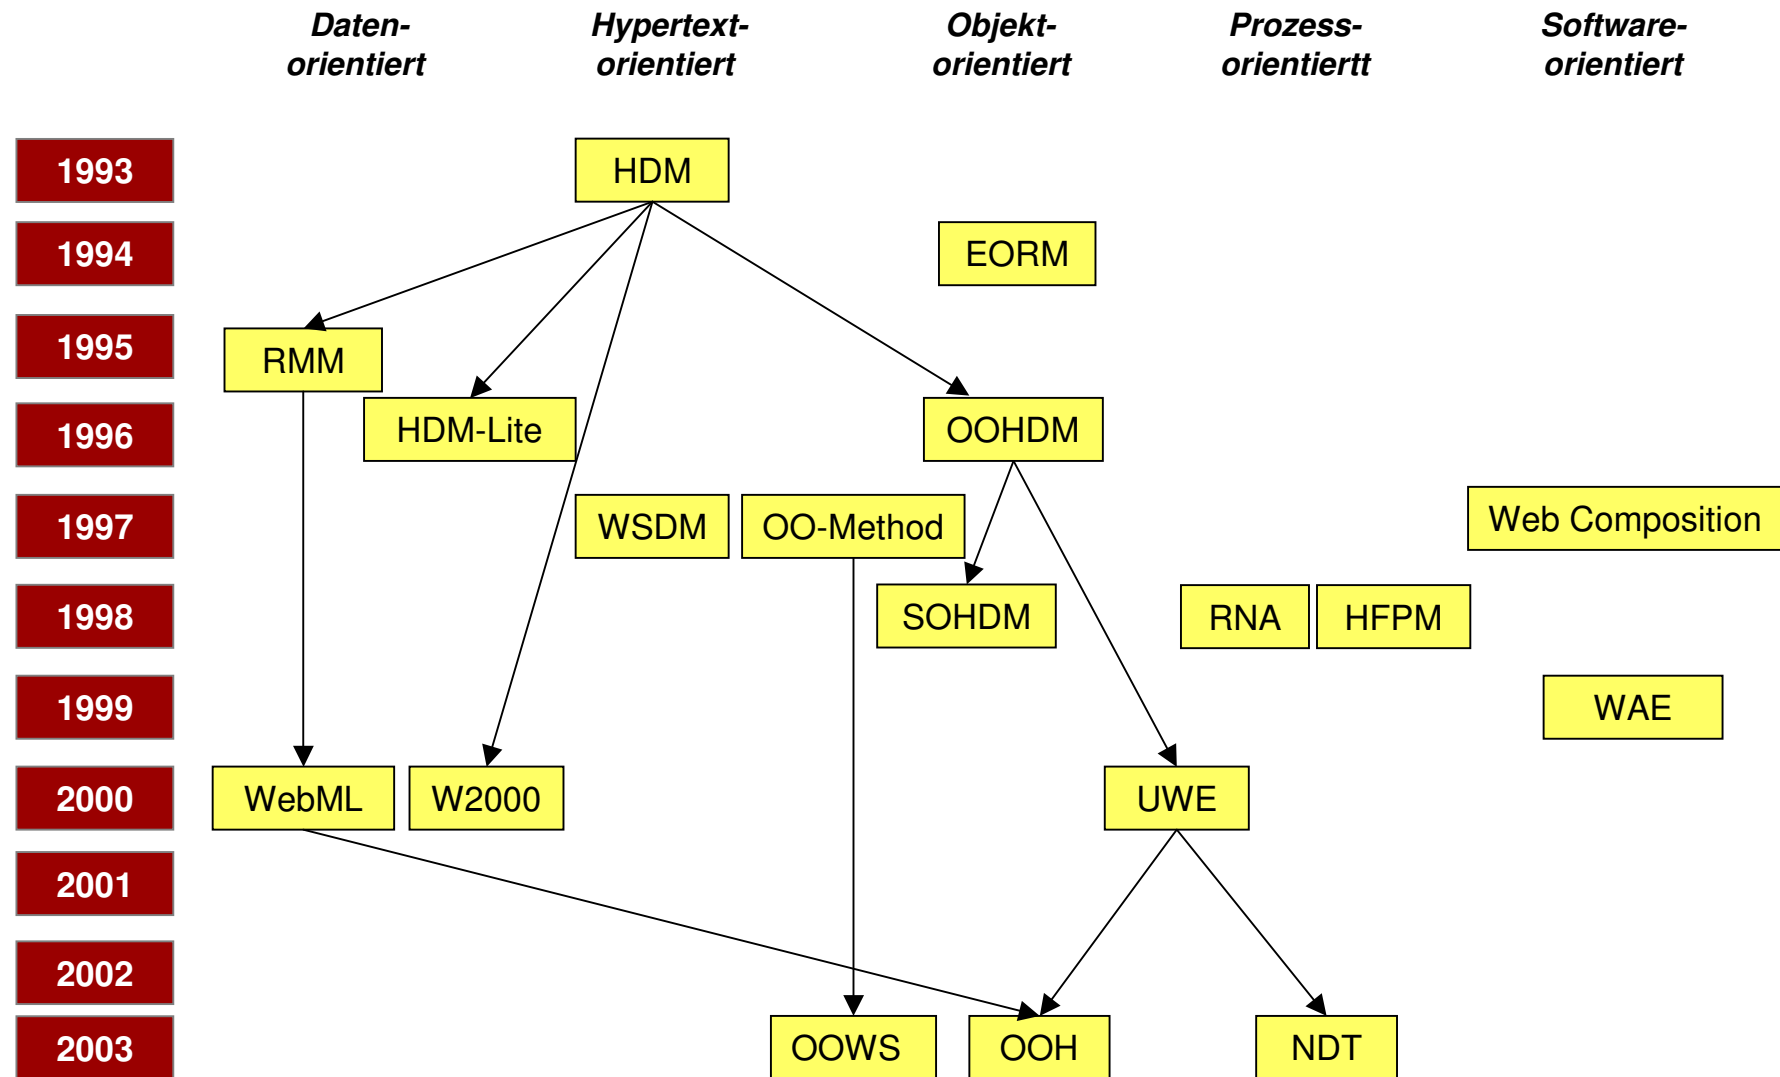 Daten-
orientiert
Hypertext-
orientiert
Objekt-
orientiert
Prozess-
orientiertt
Software-
orientiert
1993
HDM
1994
EORM
1995
RMM
1996
HDM-Lite
OOHDM
1997
WSDM
OO-Method
Web Composition
1998
SOHDM
RNA
HFPM
1999
WAE
2000
WebML
W2000
UWE
2001
2002
2003
OOWS
OOH
NDT